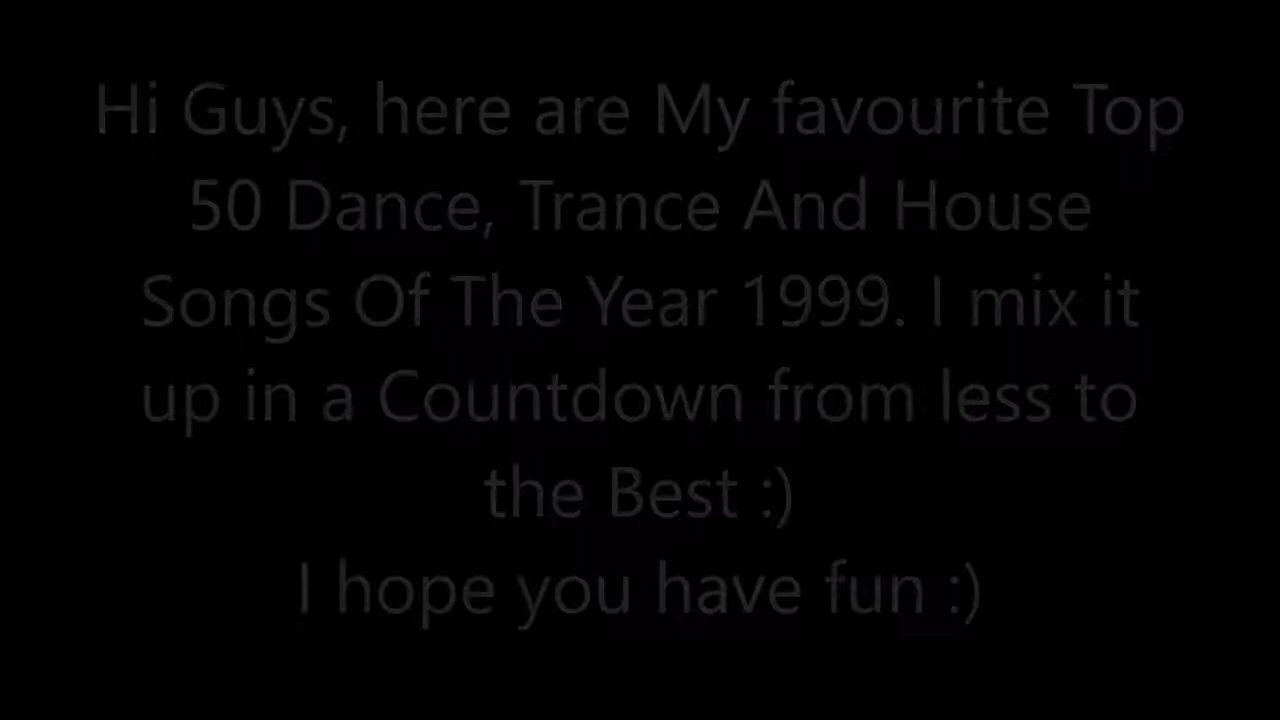 Hi Guys, here are My favourite Top
50 Dance, Trance And House
Songs Of The Year 1999. I mix it
up in a Countdown from less to
the Best :)
I hope you have fun :)